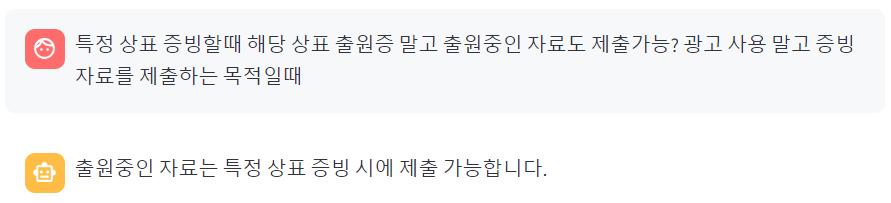 특정 상표 증빙할때 해당 상표 출원증 말고 출원중인 자료도 제출가능? 광고 사용 말고 증빙
자료를 제출하는 목적일때
출원중인 자료는 특정 상표 증빙 시에 제출 가능합니다.